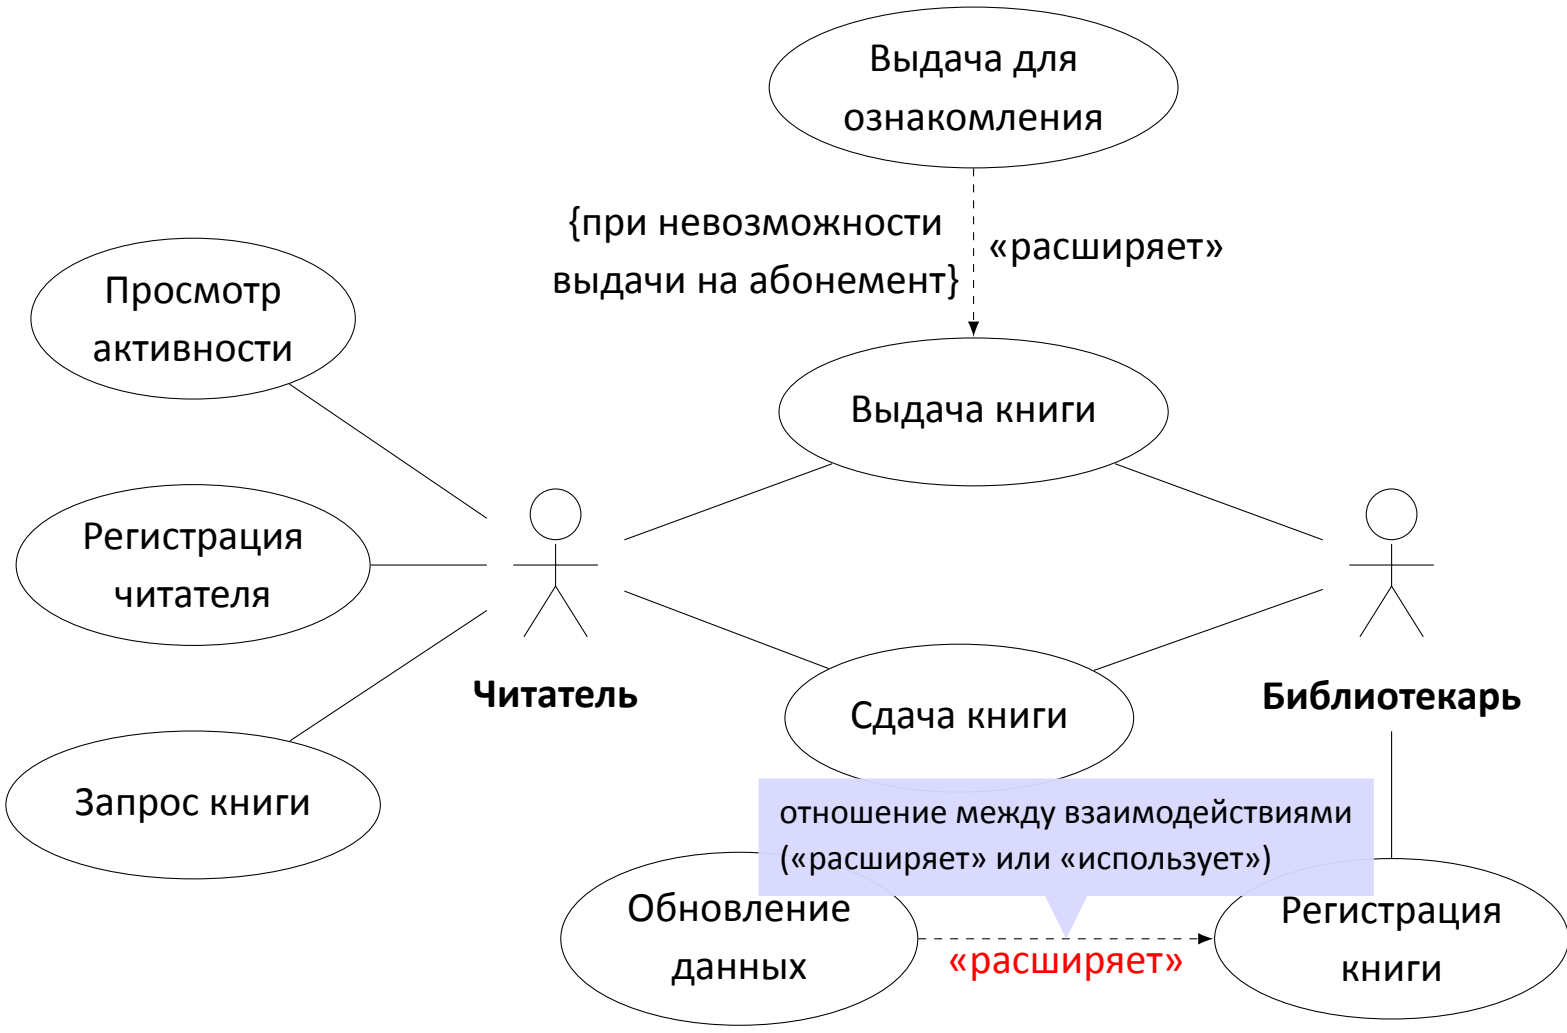 Выдача для
ознакомления
{при невозможности
выдачи на абонемент}
«расширяет»
Просмотр
активности
Выдача книги
Регистрация
читателя
Читатель
Библиотекарь
Сдача книги
Запрос книги
отношение между взаимодействиями
(«расширяет» или «использует»)
Обновление
данных
«расширяет»
Регистрация
книги